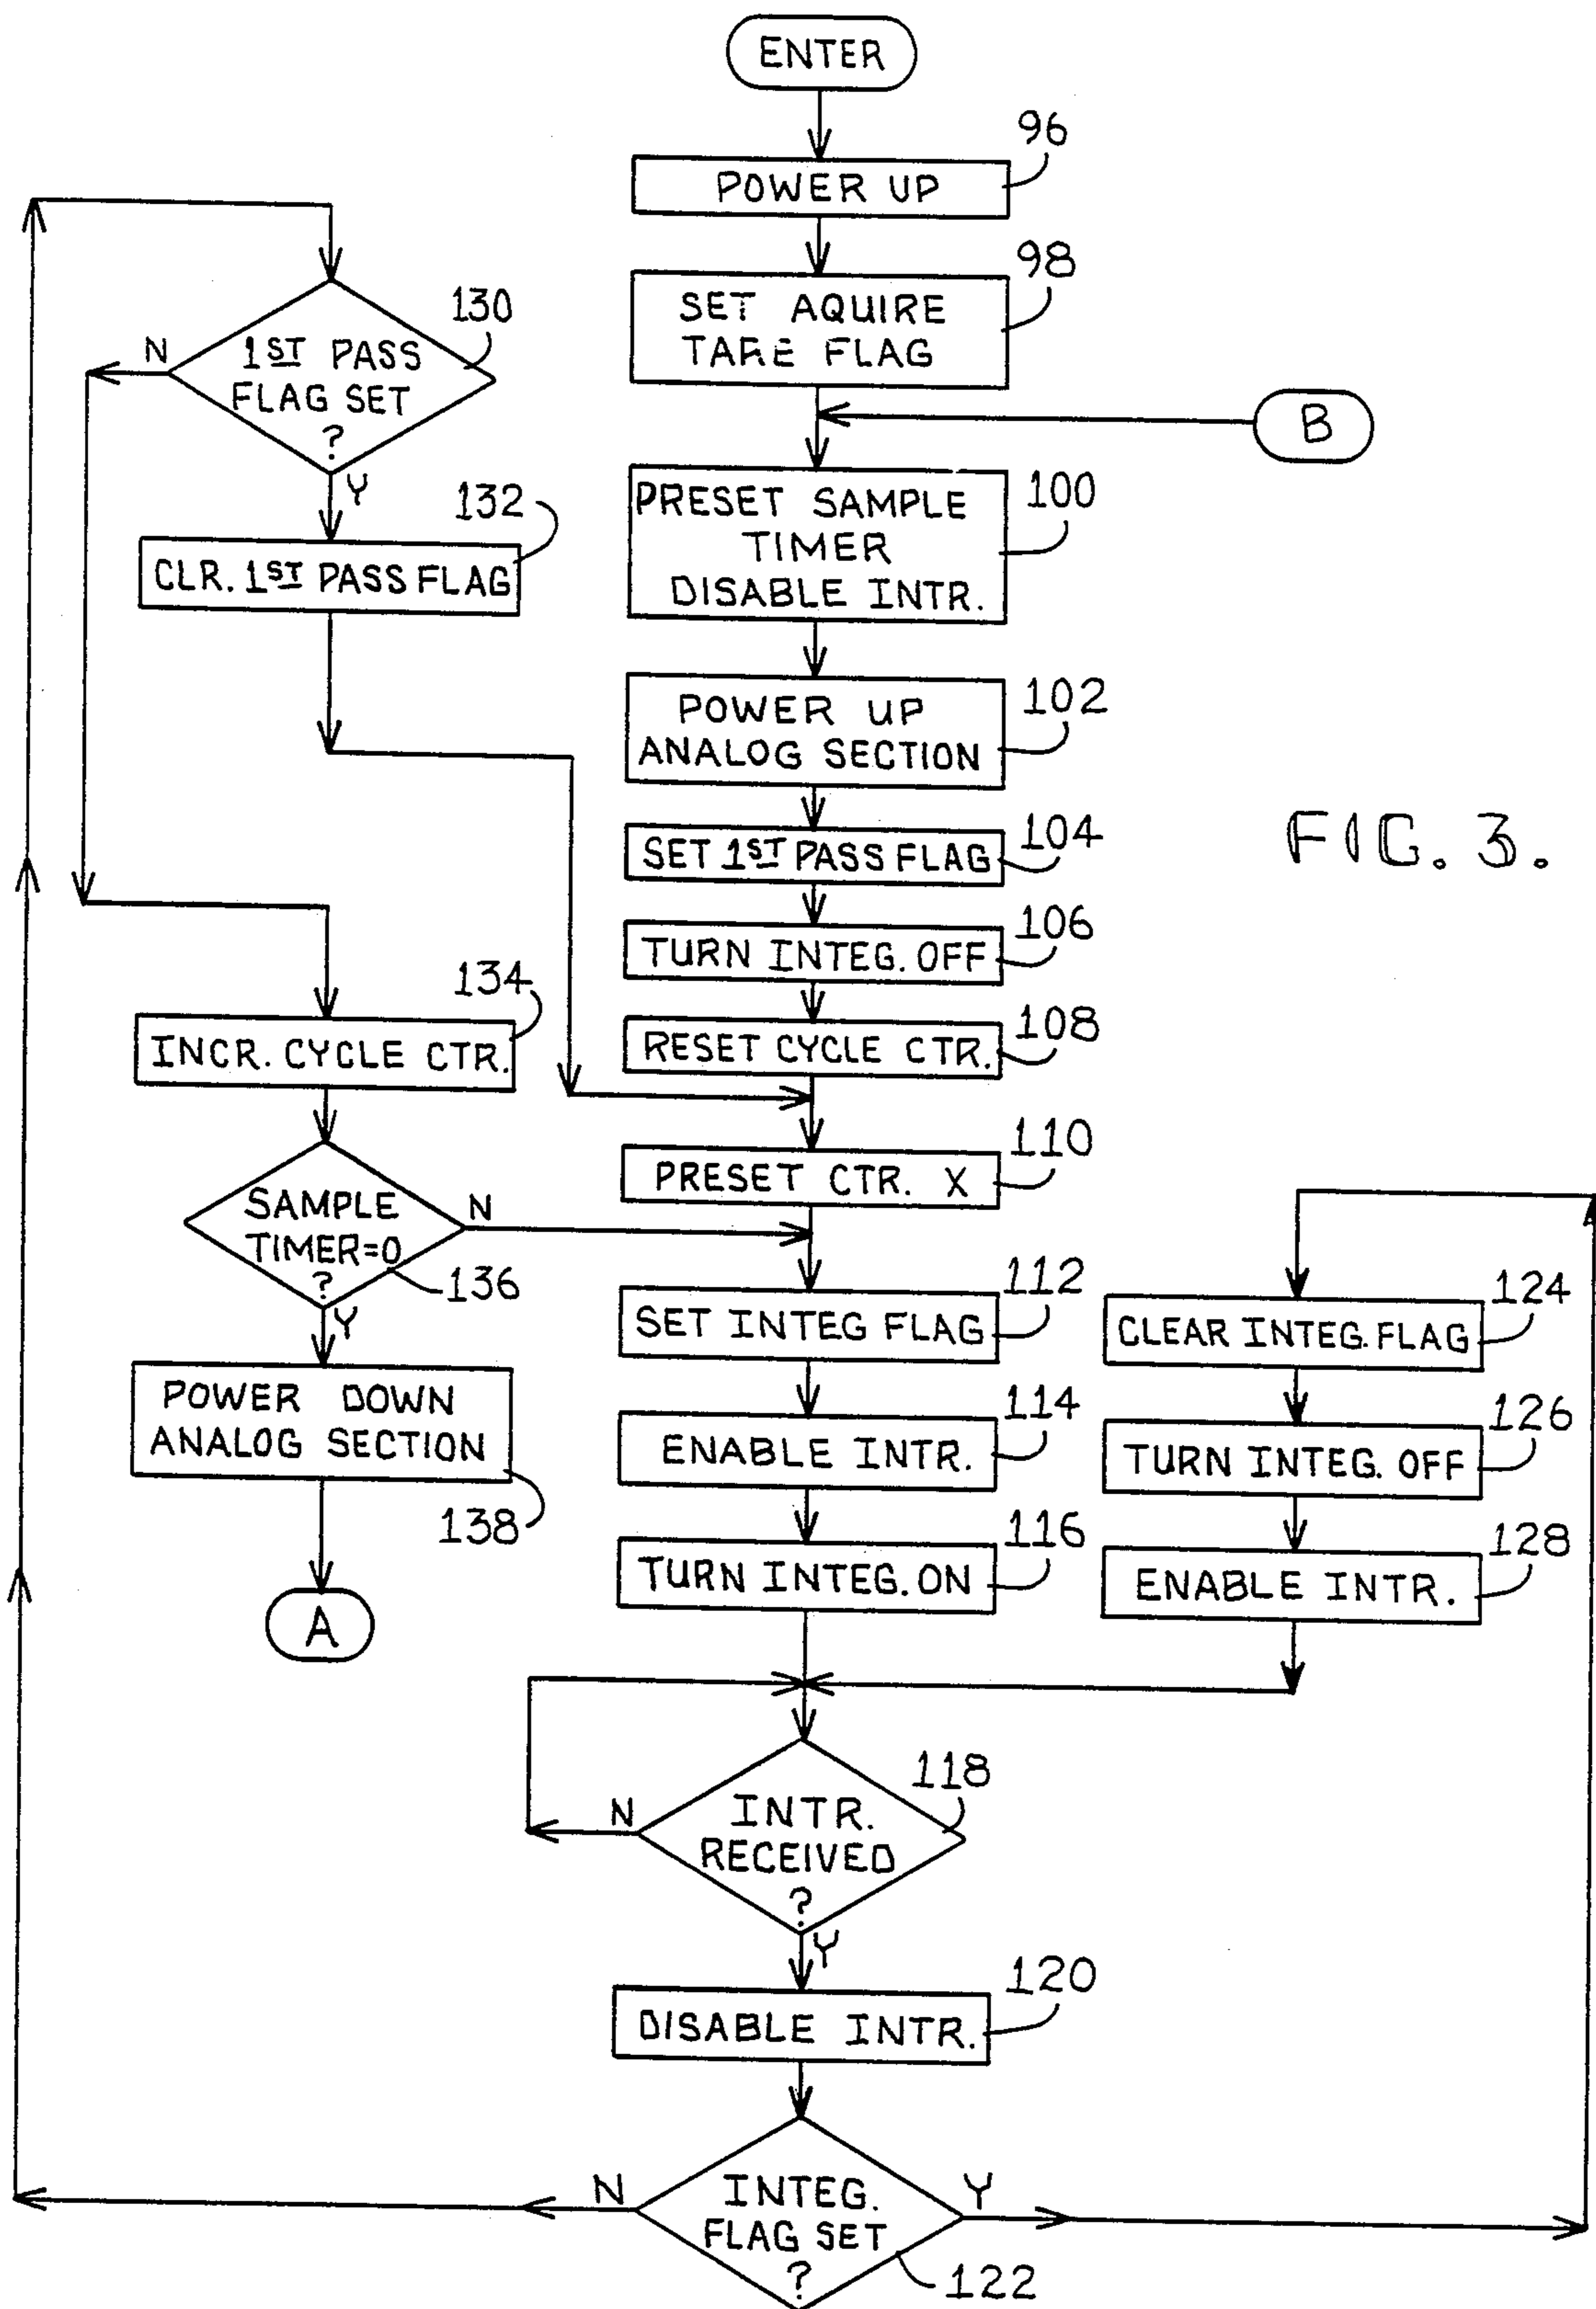 ENTER
96
POWER UP
98
SET AQUIRE
TARE FLAG
B
130
N
1ST PASS
FLAG SET
?
Y
132
CLR. 1ST PASS FLAG
100
PRESET SAMPLE
TIMER
DISABLE INTR.
102
POWER UP
ANALOG SECTION
104
SET 1ST PASS FLAG
FIG. 3.
106
TURN INTEG. OFF
134
INCR. CYCLE CTR.
108
RESET CYCLE CTR.
110
PRESET CTR. X
SAMPLE
TIMER=0
?
N
136
Y
112
SET INTEG FLAG
124
CLEAR INTEG. FLAG
POWER DOWN
ANALOG SECTION
138
114
ENABLE INTR.
126
TURN INTEG. OFF
116
TURN INTEG. ON
128
ENABLE INTR.
A
118
N
INTR.
RECEIVED
?
Y
120
DISABLE INTR.
N
INTEG.
FLAG SET
?
Y
122